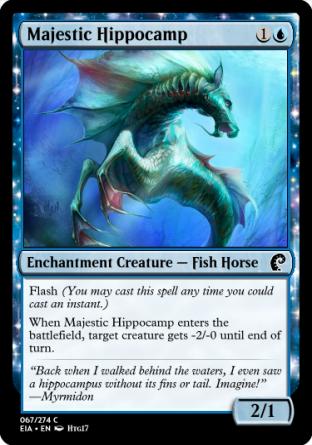 Majestic Hippocamp 1
Enchantment Creature — Fish Horse
Flash (You may cast this spell any time you could
cast an instant.)
When Majestic Hippocamp enters the
battlefield, target creature gets -2/-0 until end of
turn.
“Back when I walked behind the waters, I even saw
a hippocampus without its fins or tail. Imagine!”
—Myrmidon
067/274 C
EIA • EN HTG17
2/1